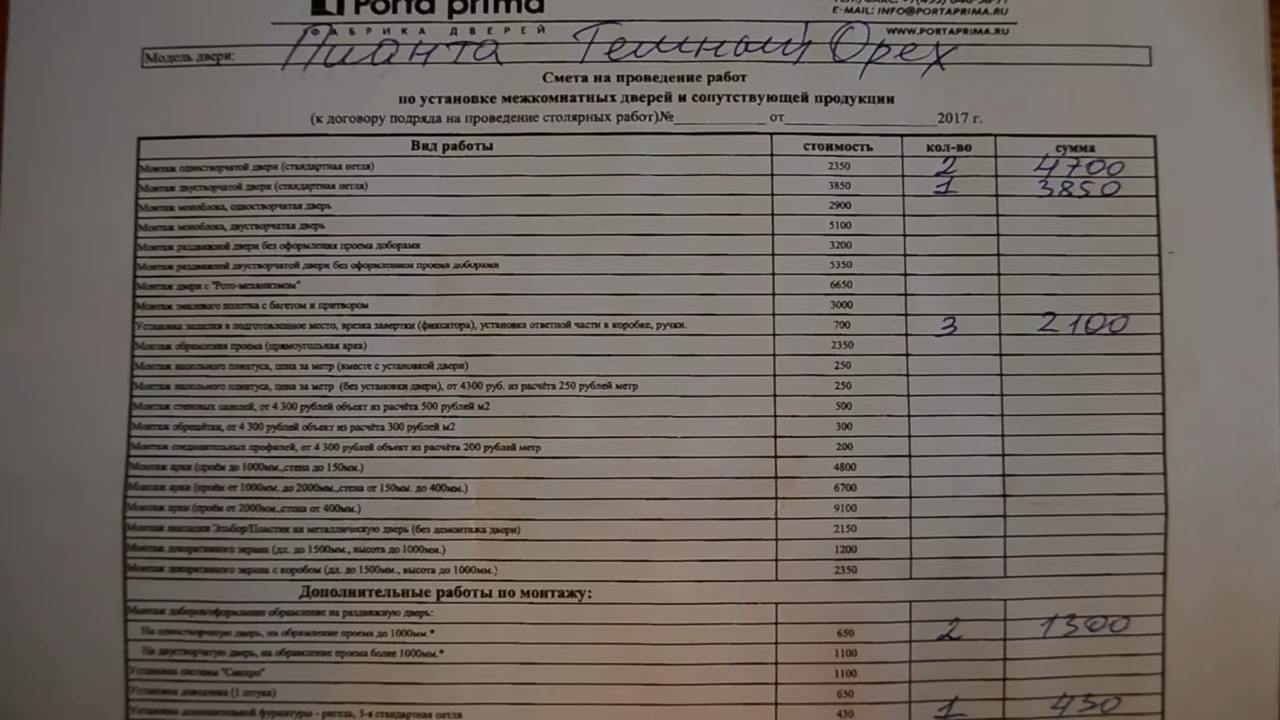 Porta prima
E-MAIL: INFO@PORTAPRIMA.RU
ФАБРИКА ДВЕРЕЙ
WWW.PORTAPRIMA.RU
Модель двери: Пианта Темный Орех
Смета на проведение работ
по установке межкомнатных дверей и сопутствующей продукции
(к договору подряда на проведение столярных работ)№__________ от_________________2017 г.
Вид работы стоимость кол-во сумма
Монтаж одностворчатой двери (стандартная петля) 2350 2 4700
Монтаж двустворчатой двери (стандартная петля) 3850 1 3850
Монтаж моноблока, одностворчатая дверь 2900
Монтаж моноблока, двустворчатая дверь 5100
Монтаж раздвижной двери без оформления проема доборами 3200
Монтаж раздвижной двустворчатой двери без оформлением проема доборами 5350
Монтаж двери с "Рото-механизмом" 6650
Монтаж эмалевого полотна с багетом и притвором 3000
Установка защелки в подготовленное место, врезка завертки (фиксатора), установка ответной части в коробке, ручки. 700 3 2100
Монтаж обрамления проема (прямоугольная арка) 2350
Монтаж напольного плинтуса, цена за метр (вместе с установкой двери) 250
Монтаж напольного плинтуса, цена за метр (без установки двери), от 4300 руб. из расчёта 250 рублей метр 250
Монтаж стеновых панелей, от 4 300 рублей объект из расчёта 500 рублей м2 500
Монтаж обрешётки, от 4 300 рублей объект из расчёта 300 рублей м2 300
Монтаж соединительных профилей, от 4 300 рублей объект из расчёта 200 рублей метр 200
Монтаж арки (проём до 1000мм.,стена до 150мм.) 4800
Монтаж арки (проём от 1000мм. до 2000мм.,стена от 150мм. до 400мм.) 6700
Монтаж арки (проём от 2000мм.,стена от 400мм.) 9100
Монтаж накладки Эльбор/Пластик на металлическую дверь (без демонтажа двери) 2150
Монтаж декоративного экрана (дл. до 1500мм., высота до 1000мм.) 1200
Монтаж декоративного экрана с коробом (дл. до 1500мм., высота до 1000мм.) 2350
Дополнительные работы по монтажу:
Монтаж доборов/оформление обрамление на раздвижную дверь:
На одностворчатую дверь, на обрамление проема до 1000мм.* 650 2 1300
На двустворчатую дверь, на обрамление проема более 1000мм.* 1100
Установка системы "Синхро" 1100
Установка доводчика (1 штука) 650
Установка дополнительной фурнитуры - ригель, 3-я стандартная петля 430 1 430